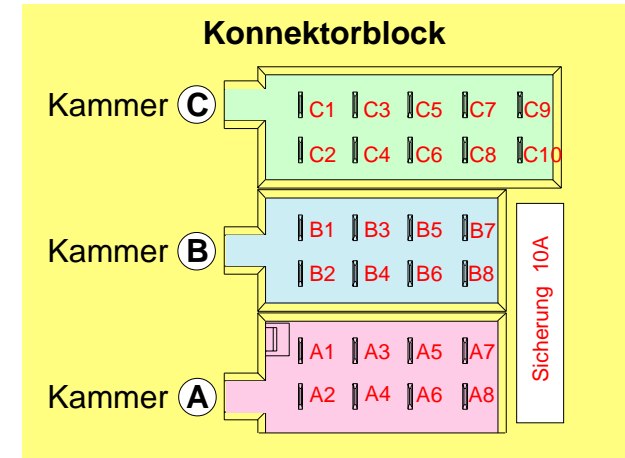 Konnektorblock
Kammer C
C1 C3 C5 C7 C9
C2 C4 C6 C8 C10
Kammer B
B1 B3 B5 B7
B2 B4 B6 B8
Sicherung 10A
Kammer A
A1 A3 A5 A7
A2 A4 A6 A8